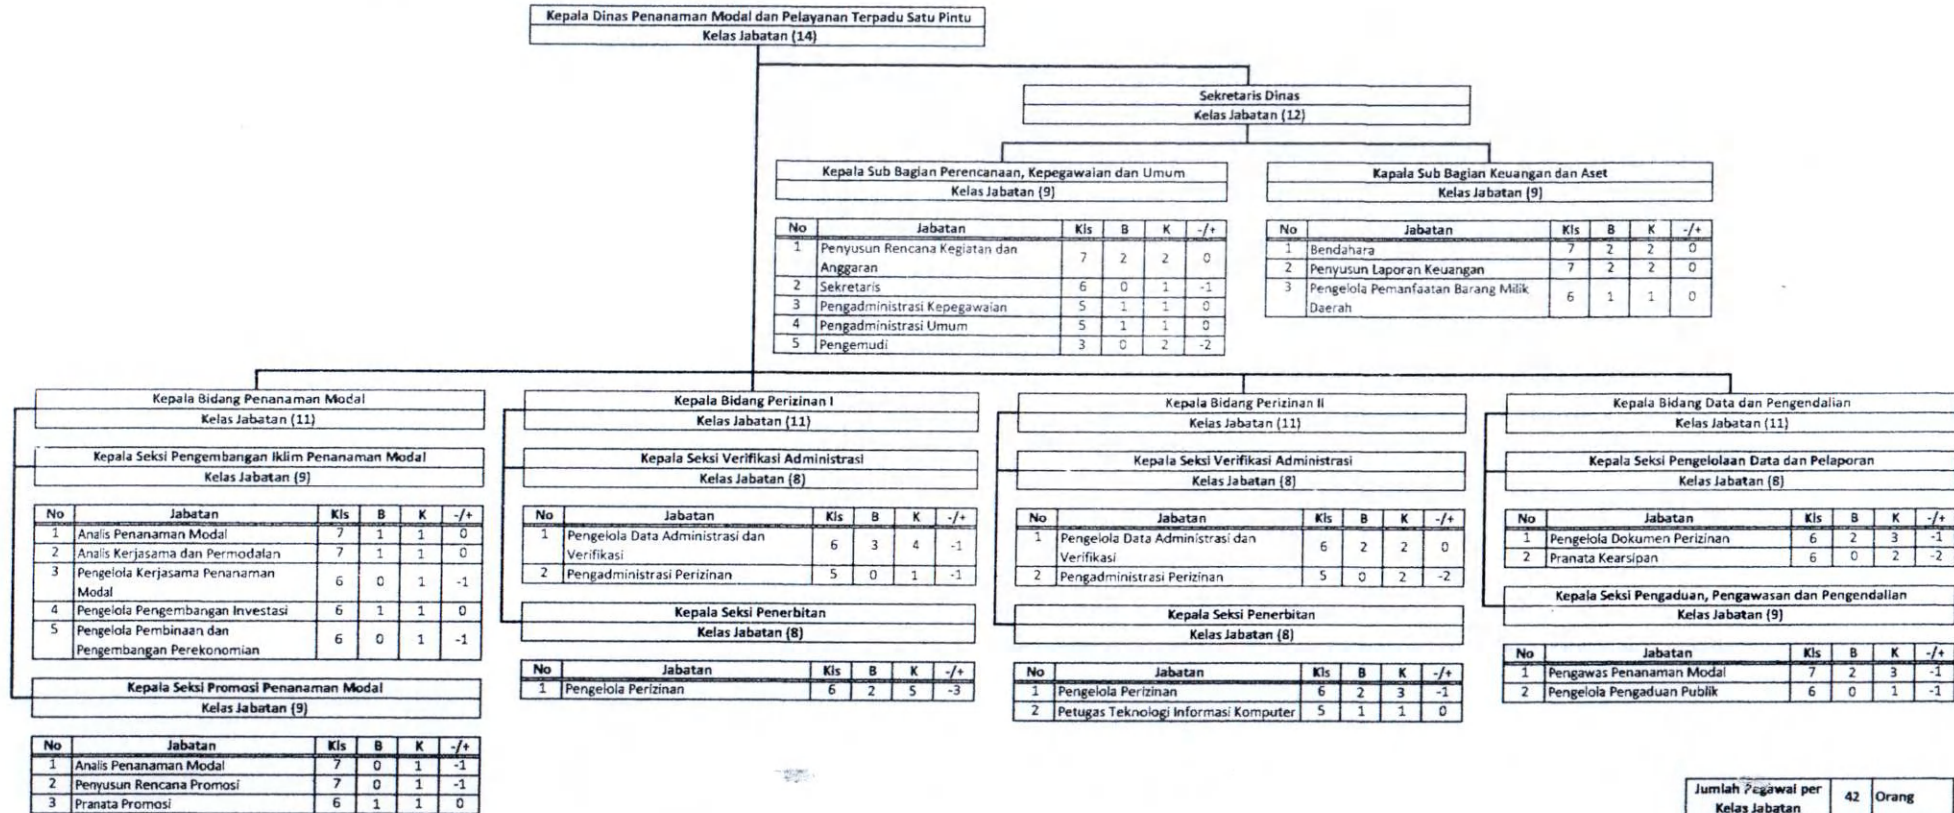 Kepala Dinas Penanaman Modal dan Pelayanan Terpadu Satu Pintu
Kelas Jabatan (14)
Sekretaris Dinas
Kelas Jabatan (12)
Kepala Sub Bagian Perencanaan, Kepegawaian dan Umum
Kelas Jabatan (9)
No Jabatan Kls B K -/+
1 Penyusun Rencana Kegiatan dan
Anggaran 7 2 2 0
2 Sekretaris 6 0 1 -1
3 Pengadministrasi Kepegawaian 5 1 1 0
4 Pengadministrasi Umum 5 1 1 0
5 Pengemudi 3 0 2 -2
Kapala Sub Bagian Keuangan dan Aset
Kelas Jabatan (9)
No Jabatan Kls B K -/+
1 Bendahara 7 2 2 0
2 Penyusun Laporan Keuangan 7 2 2 0
3 Pengelola Pemanfaatan Barang Milik
Daerah 6 1 1 0
Kepala Bidang Penanaman Modal
Kelas Jabatan (11)
Kepala Seksi Pengembangan Iklim Penanaman Modal
Kelas Jabatan (9)
No Jabatan Kls B K -/+
1 Analis Penanaman Modal 7 1 1 0
2 Analis Kerjasama dan Permodalan 7 1 1 0
3 Pengelola Kerjasama Penanaman
Modal 6 0 1 -1
4 Pengelola Pengembangan Investasi 6 1 1 0
5 Pengelola Pembinaan dan
Pengembangan Perekonomian 6 0 1 -1
Kepala Seksi Promosi Penanaman Modal
Kelas Jabatan (9)
No Jabatan Kls B K -/+
1 Analis Penanaman Modal 7 0 1 -1
2 Penyusun Rencana Promosi 7 0 1 -1
3 Pranata Promosi 6 1 1 0
Kepala Bidang Perizinan I
Kelas Jabatan (11)
Kepala Seksi Verifikasi Administrasi
Kelas Jabatan (8)
No Jabatan Kls B K -/+
1 Pengelola Data Administrasi dan
Verifikasi 6 3 4 -1
2 Pengadministrasi Perizinan 5 0 1 -1
Kepala Seksi Penerbitan
Kelas Jabatan (8)
No Jabatan Kls B K -/+
1 Pengelola Perizinan 6 2 5 -3
Kepala Bidang Perizinan II
Kelas Jabatan (11)
Kepala Seksi Verifikasi Administrasi
Kelas Jabatan (8)
No Jabatan Kls B K -/+
1 Pengelola Data Administrasi dan
Verifikasi 6 2 2 0
2 Pengadministrasi Perizinan 5 0 2 -2
Kepala Seksi Penerbitan
Kelas Jabatan (8)
No Jabatan Kls B K -/+
1 Pengelola Perizinan 6 2 3 -1
2 Petugas Teknologi Informasi Komputer 5 1 1 0
Kepala Bidang Data dan Pengendalian
Kelas Jabatan (11)
Kepala Seksi Pengelolaan Data dan Pelaporan
Kelas Jabatan (8)
No Jabatan Kls B K -/+
1 Pengelola Dokumen Perizinan 6 2 3 -1
2 Pranata Kearsipan 6 0 2 -2
Kepala Seksi Pengaduan, Pengawasan dan Pengendalian
Kelas Jabatan (9)
No Jabatan Kls B K -/+
1 Pengawas Penanaman Modal 7 2 3 -1
2 Pengelola Pengaduan Publik 6 0 1 -1
Jumlah Pegawai per
Kelas Jabatan 42 Orang